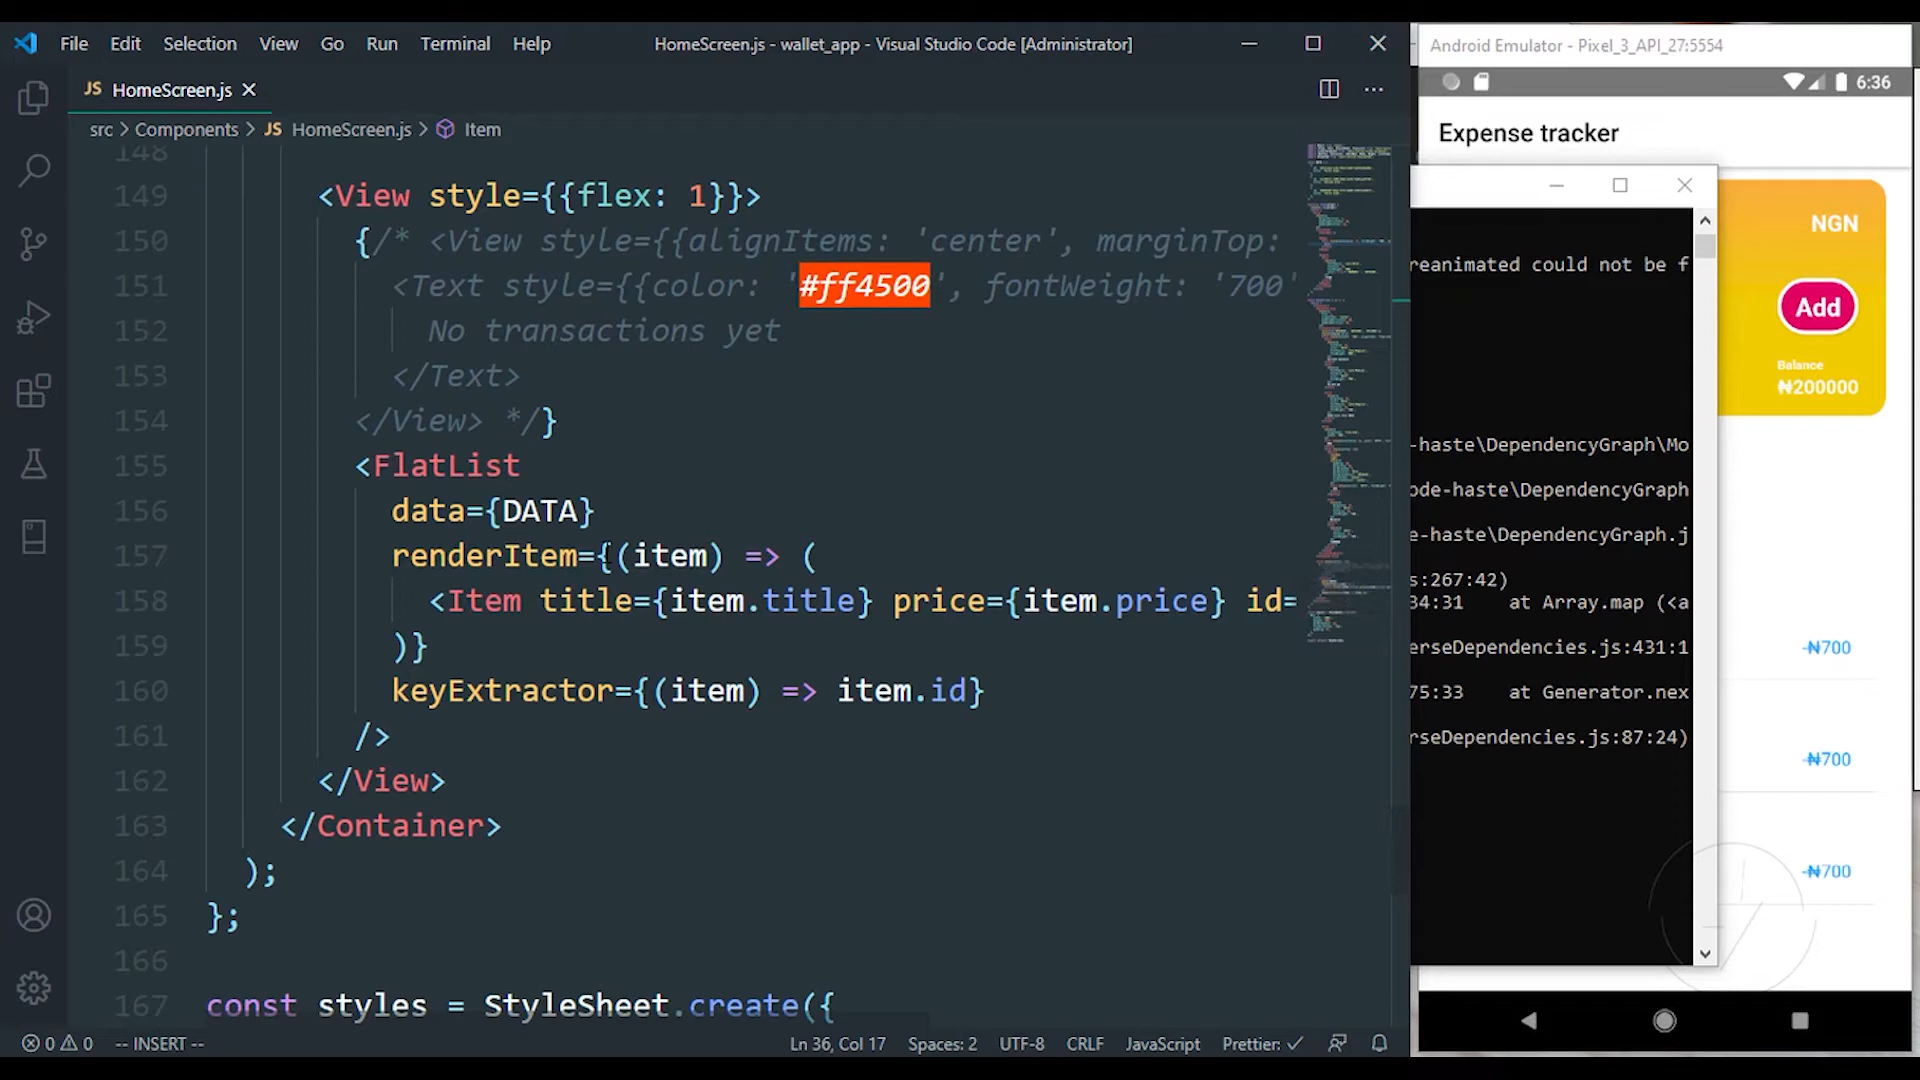 File Edit Selection View Go Run Terminal Help
HomeScreen.js - wallet_app - Visual Studio Code [Administrator]
JS HomeScreen.js
src > Components > JS HomeScreen.js > Item
148
149 <View style={{flex: 1}}>
150 {/* <View style={{alignItems: 'center', marginTop:
151 <Text style={{color: '#ff4500', fontWeight: '700'
152 No transactions yet
153 </Text>
154 </View> */}
155 <FlatList
156 data={DATA}
157 renderItem={(item) => (
158 <Item title={item.title} price={item.price} id=
159 )}
160 keyExtractor={(item) => item.id}
161 />
162 </View>
163 </Container>
164 );
165 };
166
167 const styles = StyleSheet.create({
0 0 -- INSERT -- Ln 36, Col 17 Spaces: 2 UTF-8 CRLF JavaScript Prettier: ✓
Android Emulator - Pixel_3_API_27:5554
6:36
Expense tracker
NGN
reanimated could not be f
Add
Balance
₦200000
-haste\DependencyGraph\Mo
ode-haste\DependencyGraph
e-haste\DependencyGraph.j
s:267:42)
34:31 at Array.map (<a
erseDependencies.js:431:1
-₦700
75:33 at Generator.nex
rseDependencies.js:87:24)
-₦700
-₦700